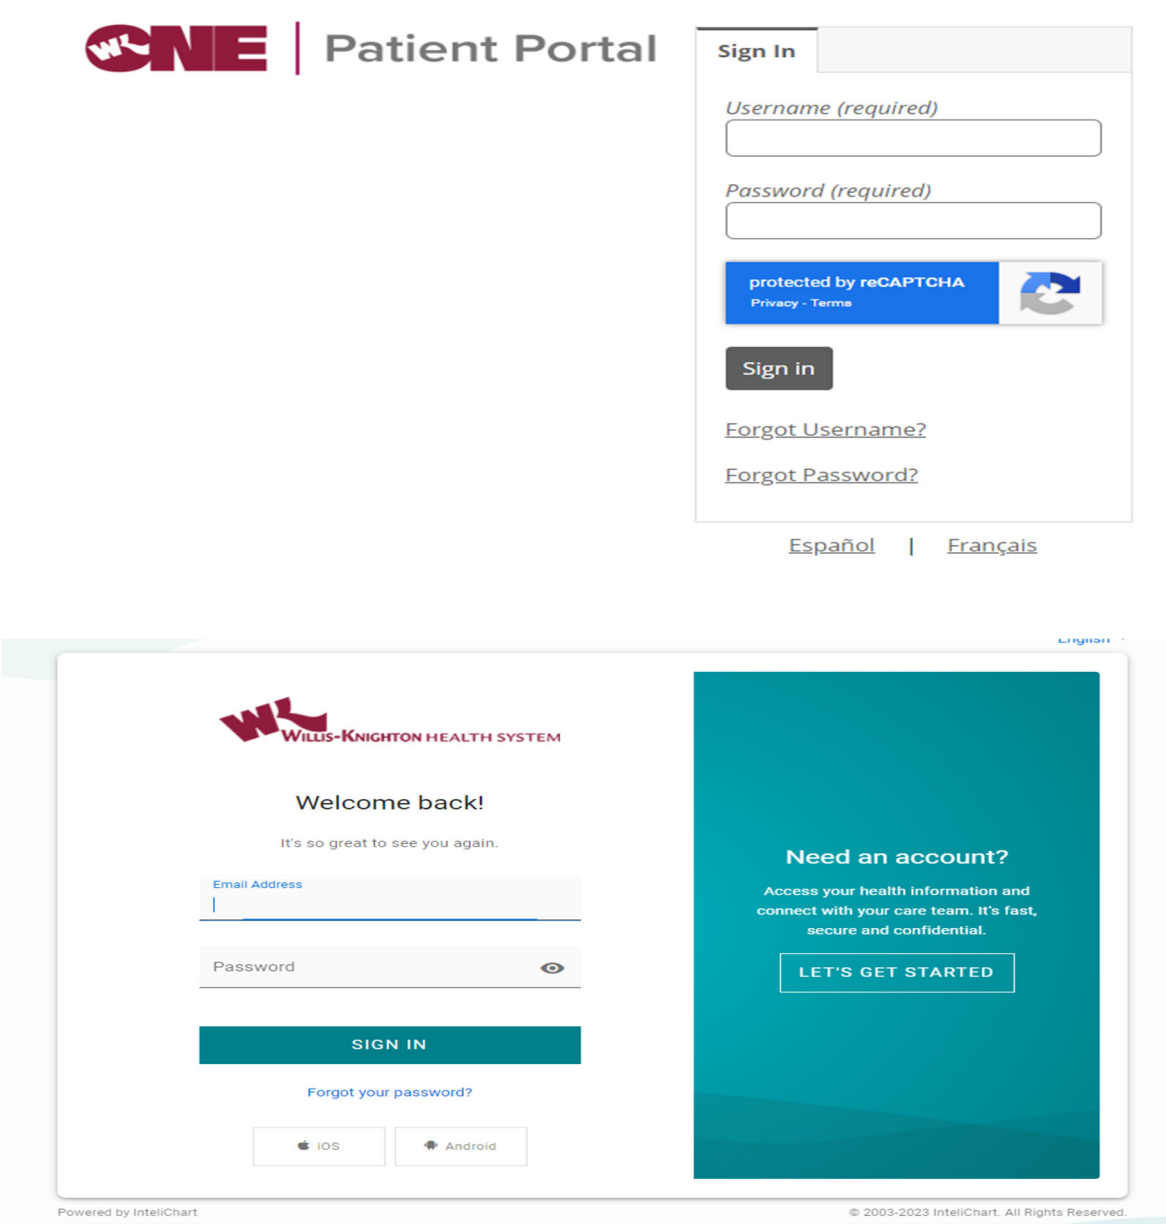 WK ONE | Patient Portal
Sign In
Username (required)
Password (required)
protected by reCAPTCHA
Privacy - Terms
Sign in
Forgot Username?
Forgot Password?
Español | Français
English
WK
WILLIS-KNIGHTON HEALTH SYSTEM
Welcome back!
It's so great to see you again.
Email Address
Password
SIGN IN
Forgot your password?
iOS
Android
Need an account?
Access your health information and
connect with your care team. It's fast,
secure and confidential.
LET'S GET STARTED
Powered by InteliChart
© 2003-2023 InteliChart. All Rights Reserved.